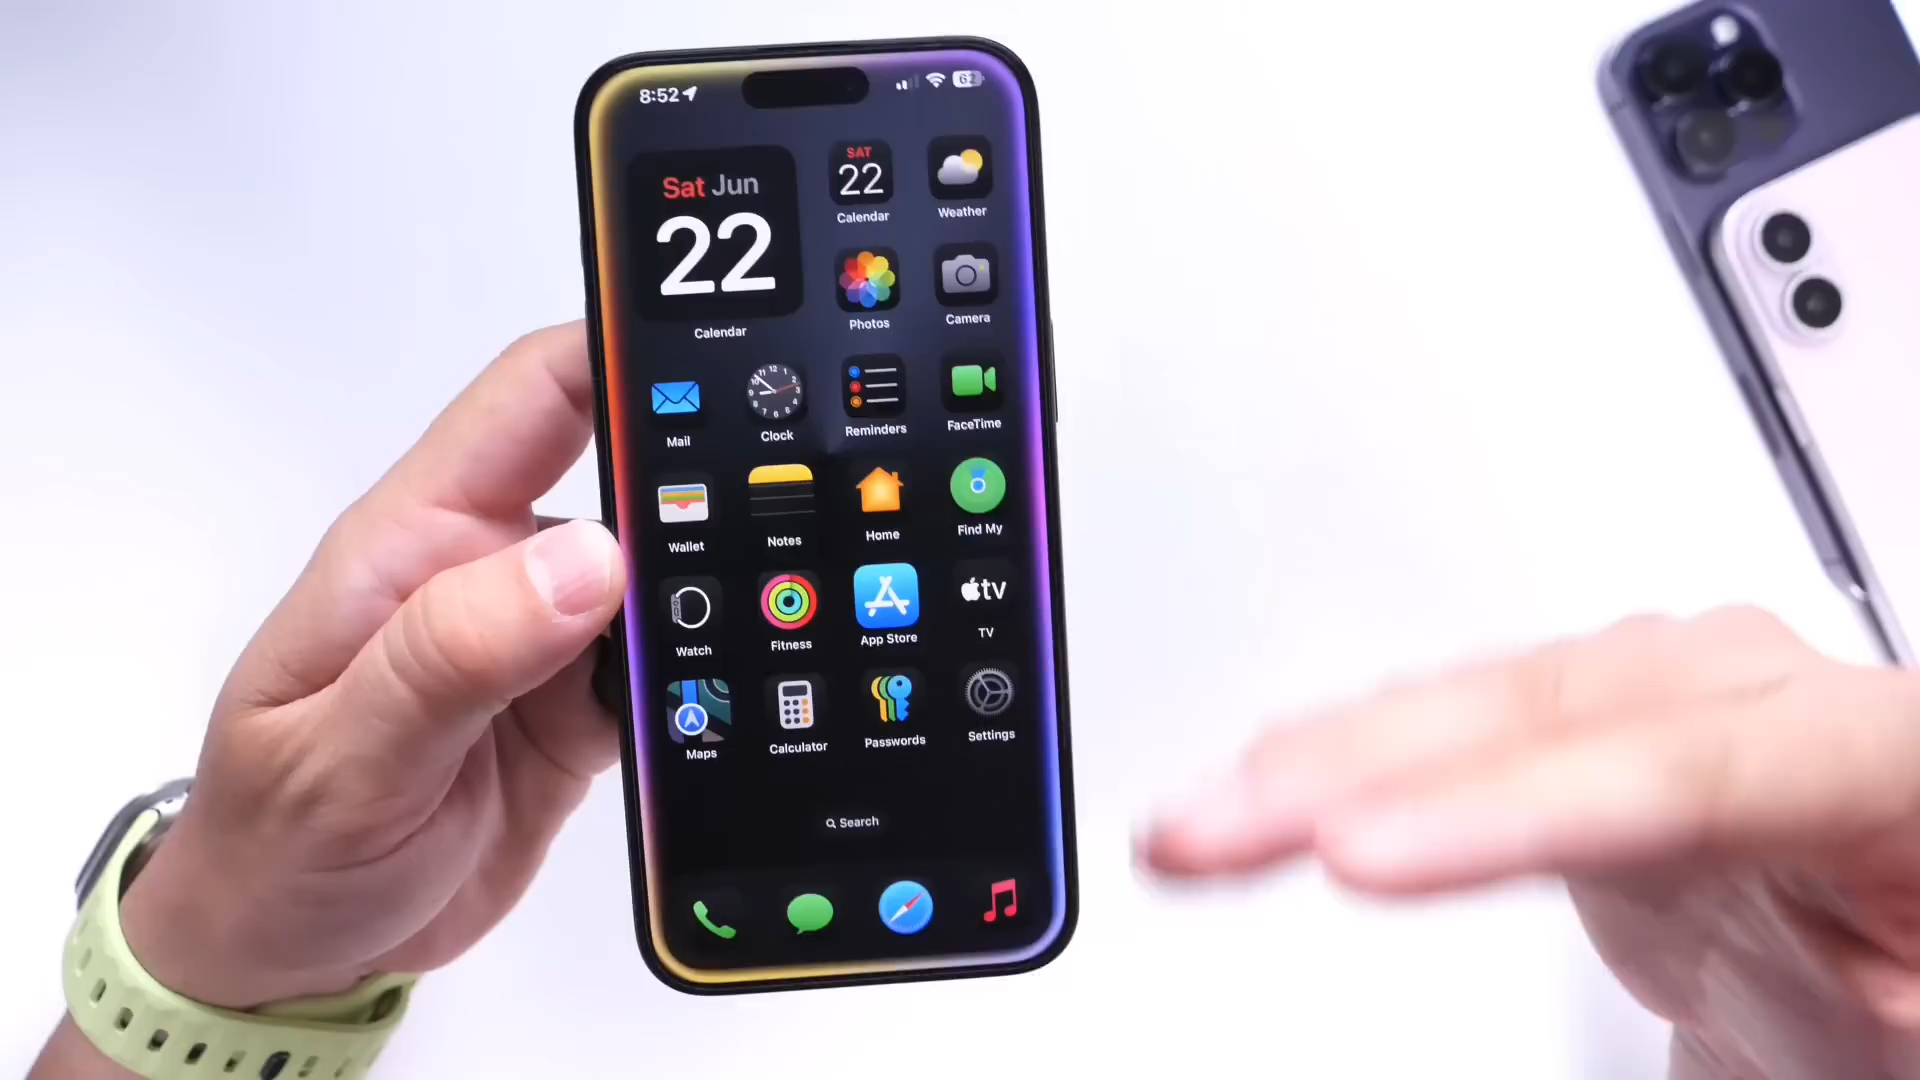 8:52
62
Sat Jun
22
Calendar
SAT
22
Calendar
Weather
Photos
Camera
Mail
Clock
Reminders
FaceTime
Wallet
Notes
Home
Find My
Watch
Fitness
App Store
tv
TV
Maps
Calculator
Passwords
Settings
Search